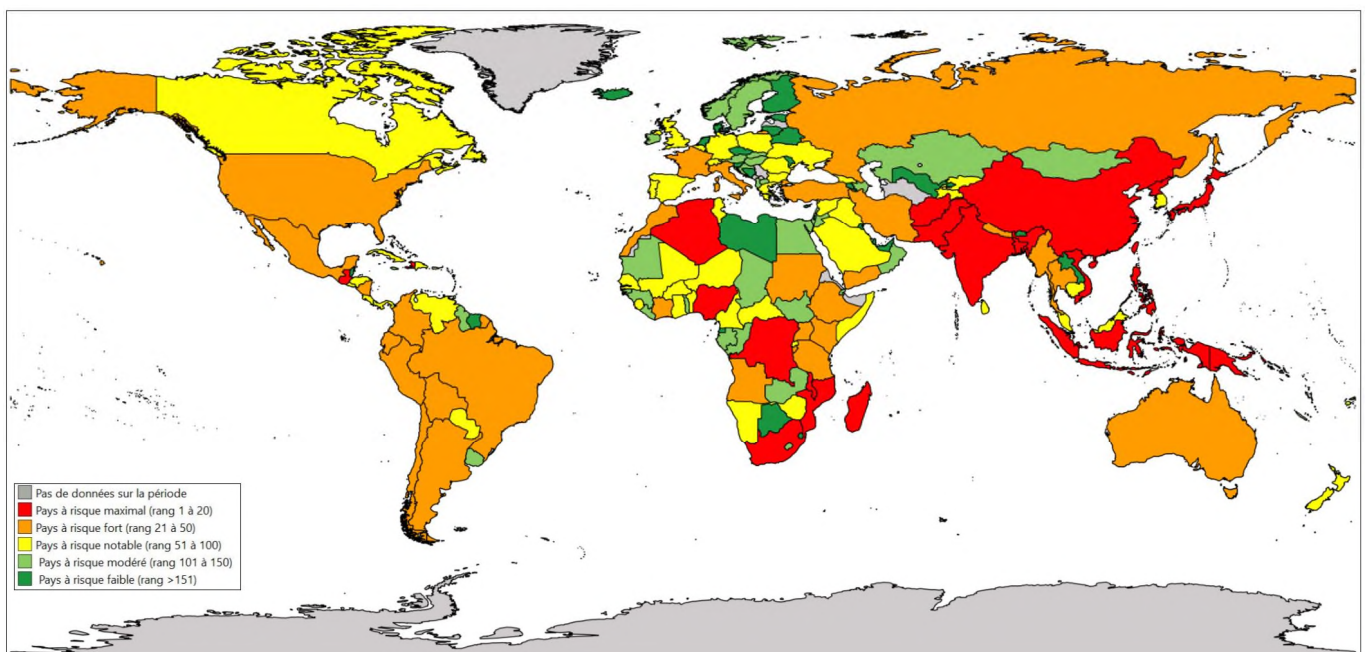 Pas de données sur la période
Pays à risque maximal (rang 1 à 20)
Pays à risque fort (rang 21 à 50)
Pays à risque notable (rang 51 à 100)
Pays à risque modéré (rang 101 à 150)
Pays à risque faible (rang >151)